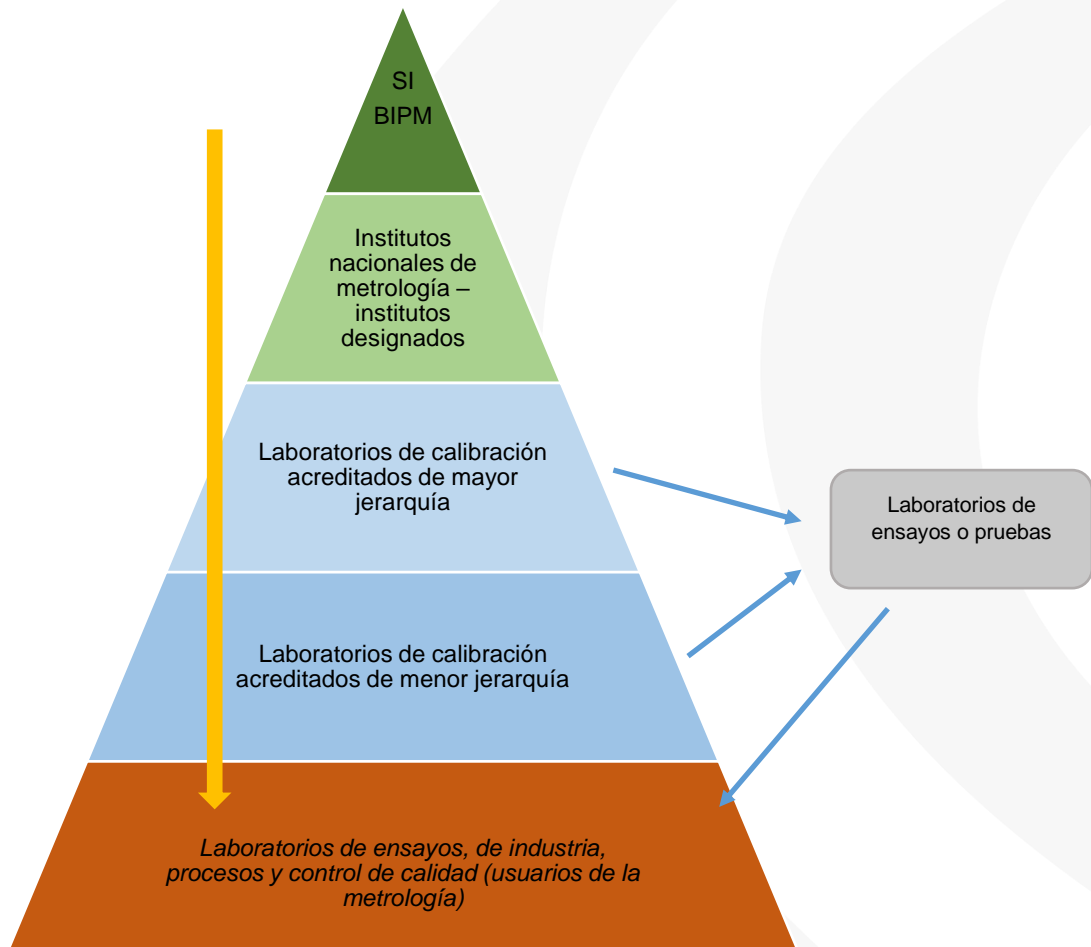 SI
BIPM
Institutos
nacionales de
metrología –
institutos
designados
Laboratorios de calibración
acreditados de mayor
jerarquía
Laboratorios de
ensayos o pruebas
Laboratorios de calibración
acreditados de menor jerarquía
Laboratorios de ensayos, de industria,
procesos y control de calidad (usuarios de la
metrología)